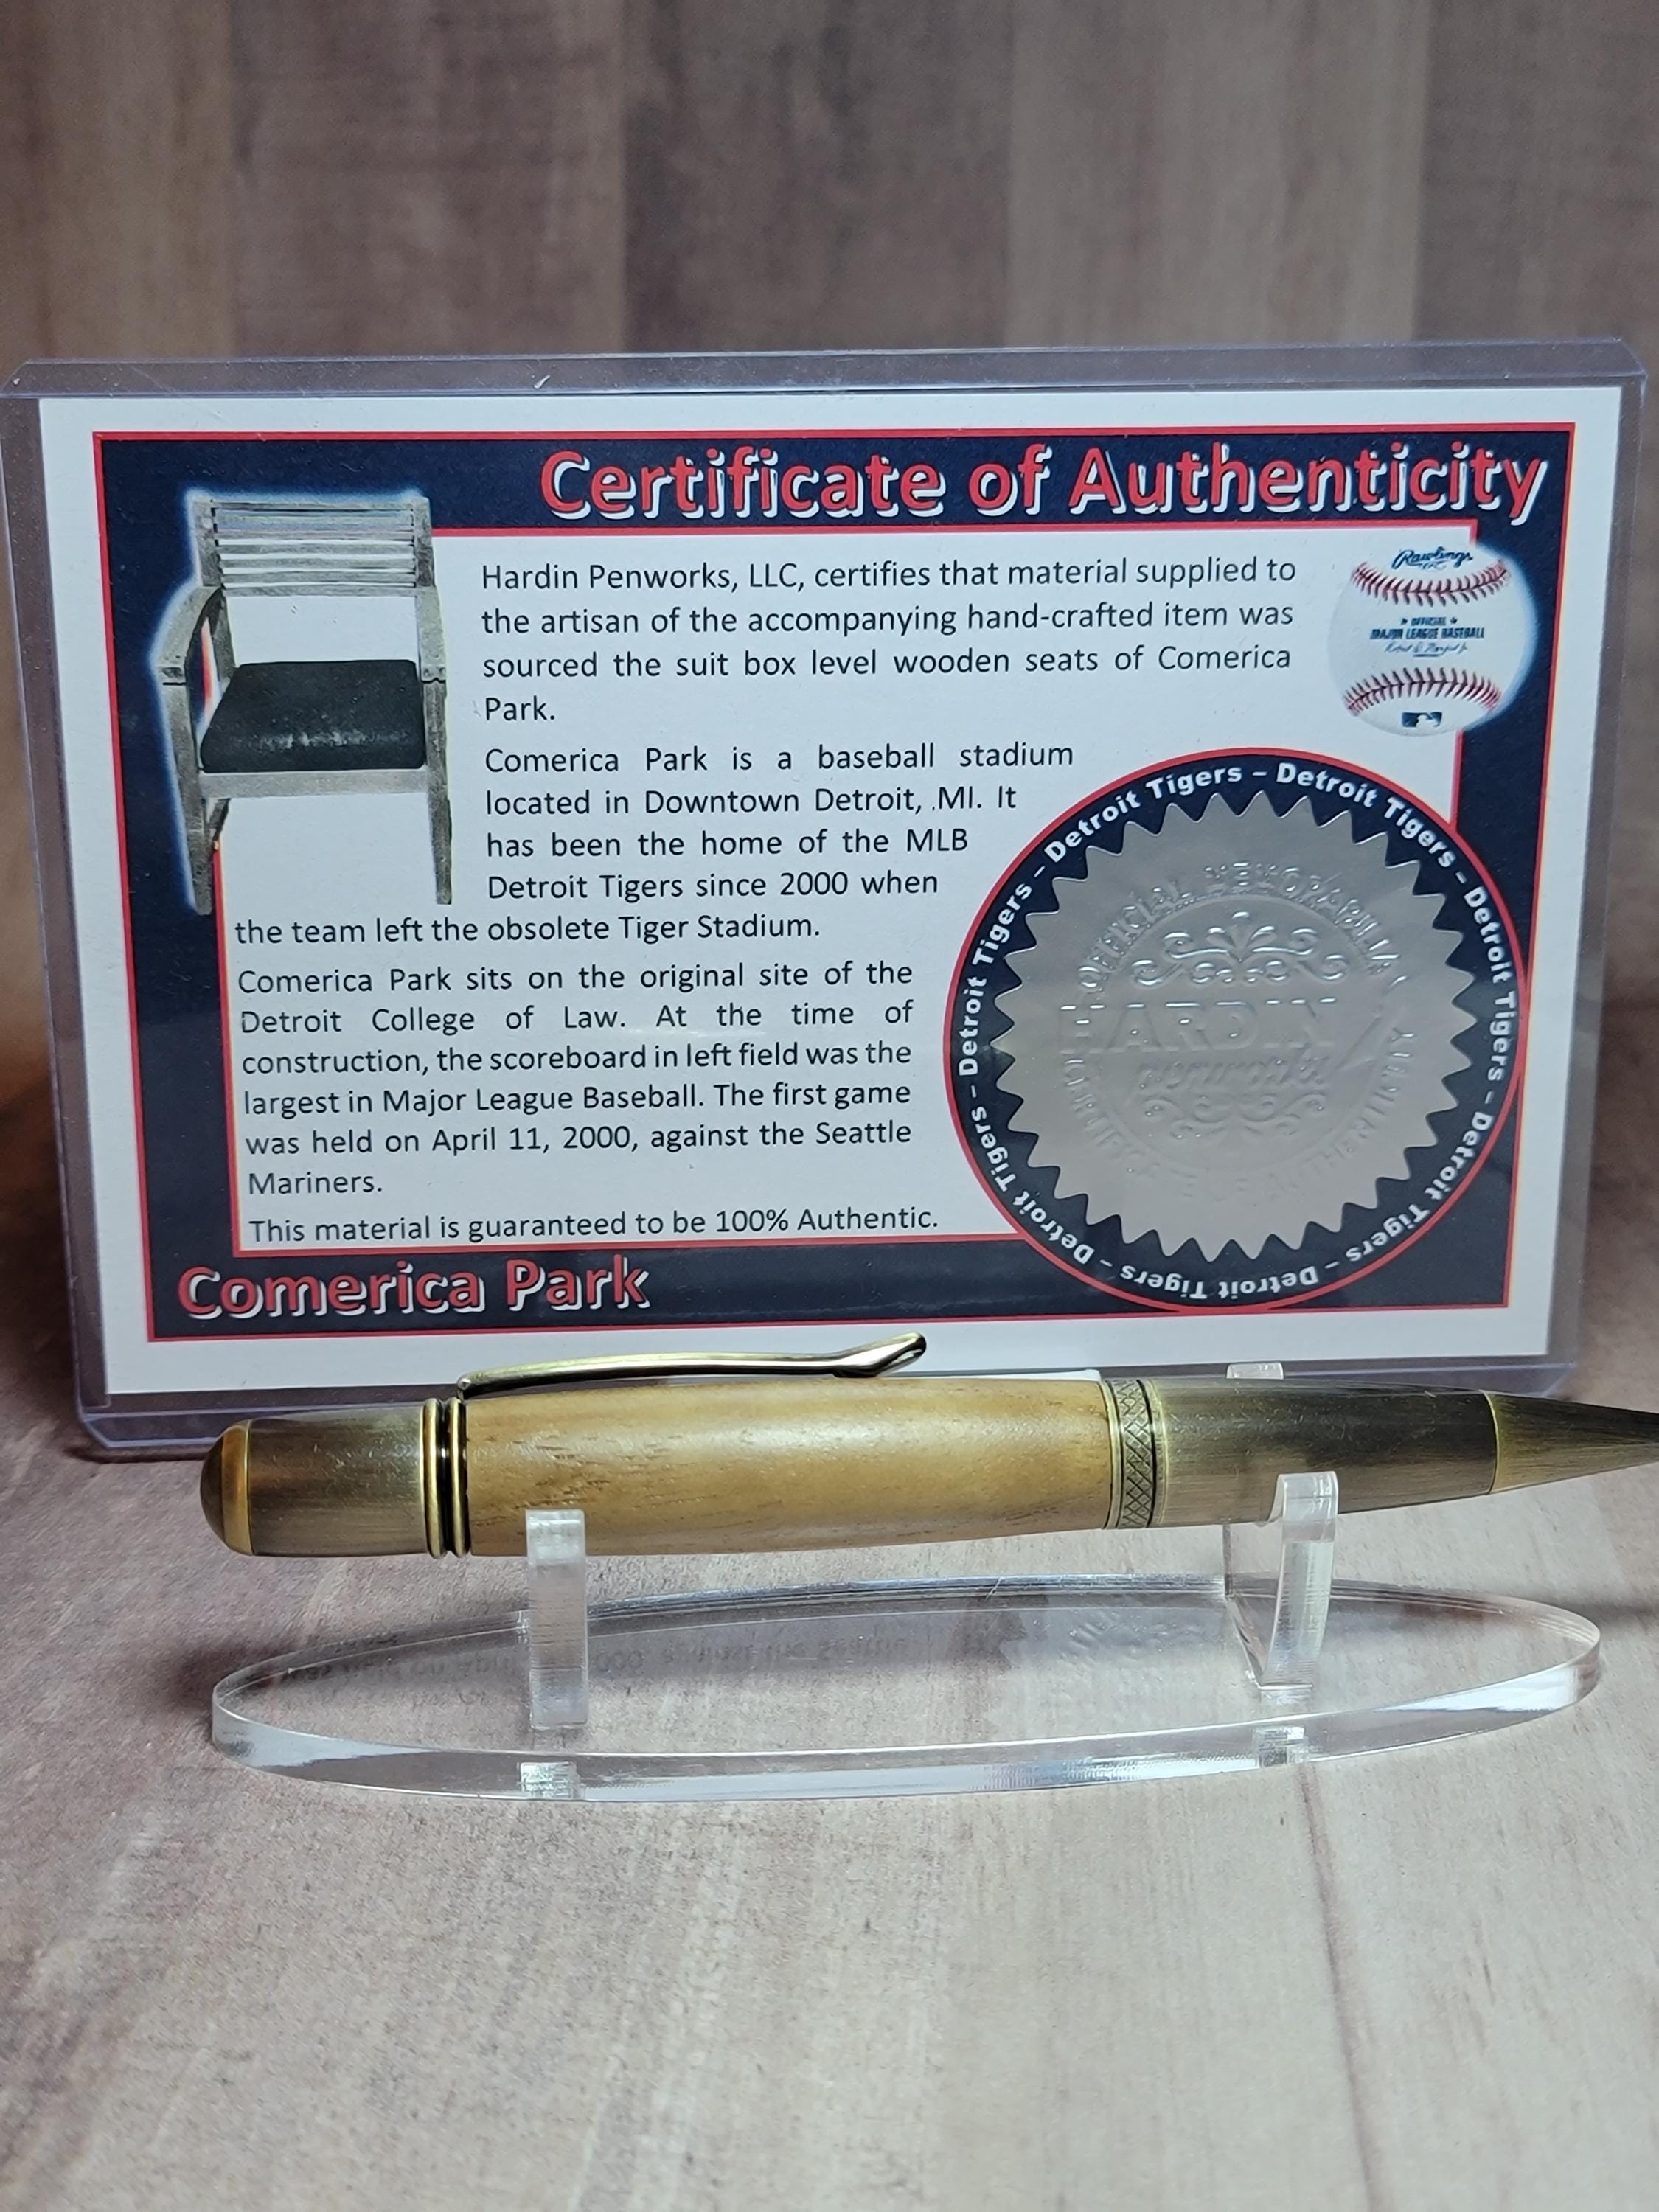 Certificate of Authenticity
Hardin Penworks, LLC, certifies that material supplied to
the artisan of the accompanying hand-crafted item was
sourced the suit box level wooden seats of Comerica
Park.
Rawlings
OFFICIAL
MAJOR LEAGUE BASEBALL
Comerica Park is a baseball stadium
located in Downtown Detroit, MI. It
has been the home of the MLB
Detroit Tigers since 2000 when
the team left the obsolete Tiger Stadium.
Comerica Park sits on the original site of the
Detroit College of Law. At the time of
construction, the scoreboard in left field was the
largest in Major League Baseball. The first game
was held on April 11, 2000, against the Seattle
Mariners.
This material is guaranteed to be 100% Authentic.
Detroit Tigers – Detroit Tigers – Detroit Tigers – Detroit Tigers – Detroit Tigers – Detroit Tigers – Detroit Tigers – Detroit Tigers –
OFFICIAL MEMORABILIA
HARDIN
penworks
Comerica Park